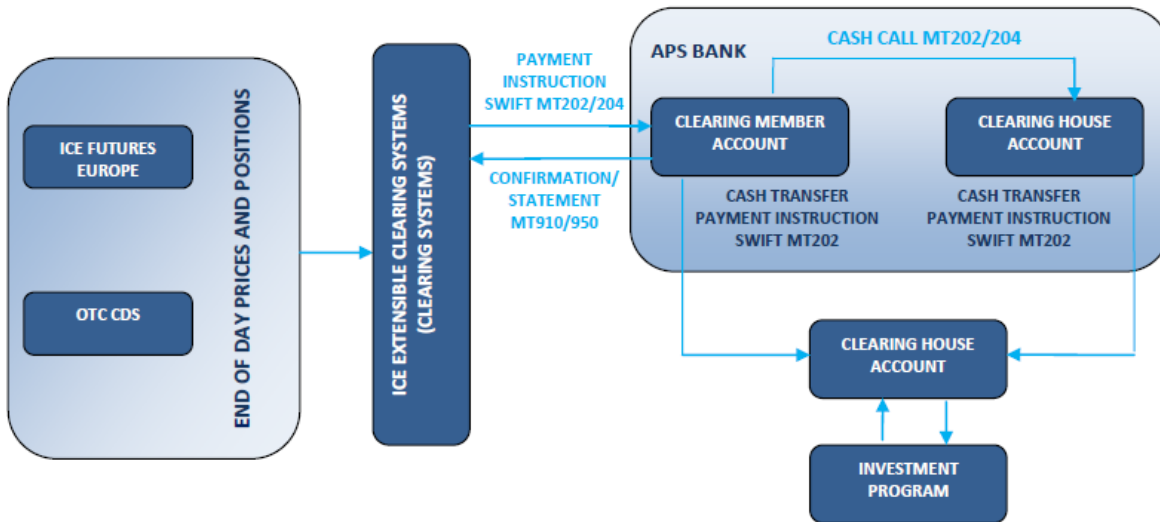 END OF DAY PRICES AND POSITIONS
ICE FUTURES
EUROPE
OTC CDS
ICE EXTENSIBLE CLEARING SYSTEMS
(CLEARING SYSTEMS)
PAYMENT
INSTRUCTION
SWIFT MT202/204
CONFIRMATION/
STATEMENT
MT910/950
APS BANK
CASH CALL MT202/204
CLEARING MEMBER
ACCOUNT
CLEARING HOUSE
ACCOUNT
CASH TRANSFER
PAYMENT INSTRUCTION
SWIFT MT202
CASH TRANSFER
PAYMENT INSTRUCTION
SWIFT MT202
CLEARING HOUSE
ACCOUNT
INVESTMENT
PROGRAM